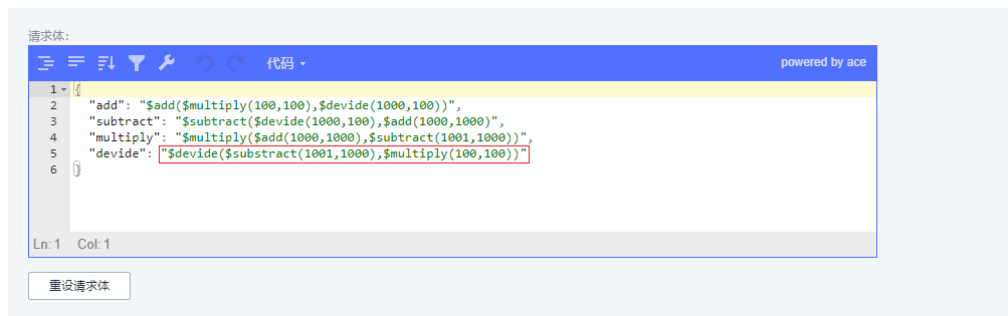 请求体:
代码
powered by ace
1 {
2 "add": "$add($multiply(100,100),$devide(1000,100))",
3 "subtract": "$subtract($devide(1000,100),$add(1000,1000)",
4 "multiply": "$multiply($add(1000,1000),$subtract(1001,1000))",
5 "devide": "$devide($substract(1001,1000),$multiply(100,100))"
6 }
Ln: 1 Col: 1
重设请求体